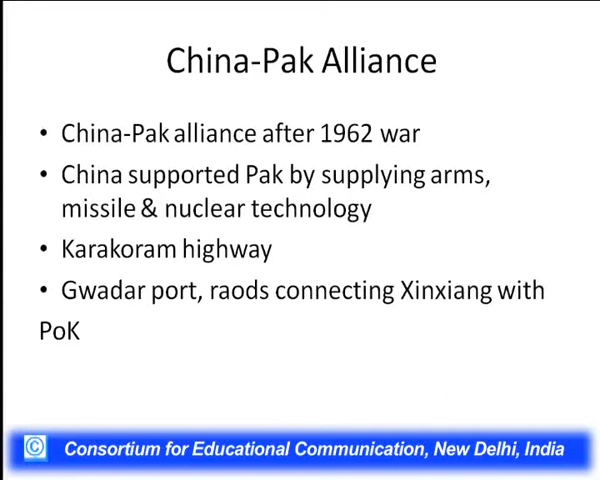 China-Pak Alliance
• China-Pak alliance after 1962 war
• China supported Pak by supplying arms,
missile & nuclear technology
• Karakoram highway
• Gwadar port, raods connecting Xinxiang with
PoK
© Consortium for Educational Communication, New Delhi, India